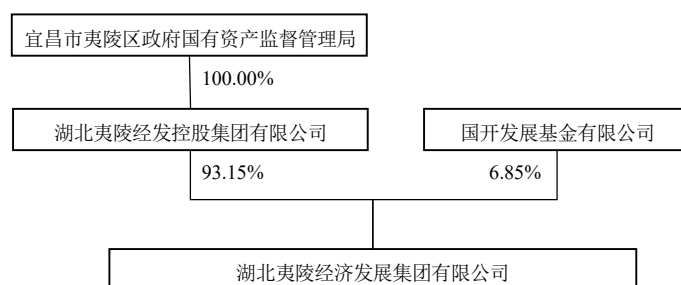 宜昌市夷陵区政府国有资产监督管理局
100.00%
湖北夷陵经发控股集团有限公司
国开发展基金有限公司
93.15%
6.85%
湖北夷陵经济发展集团有限公司